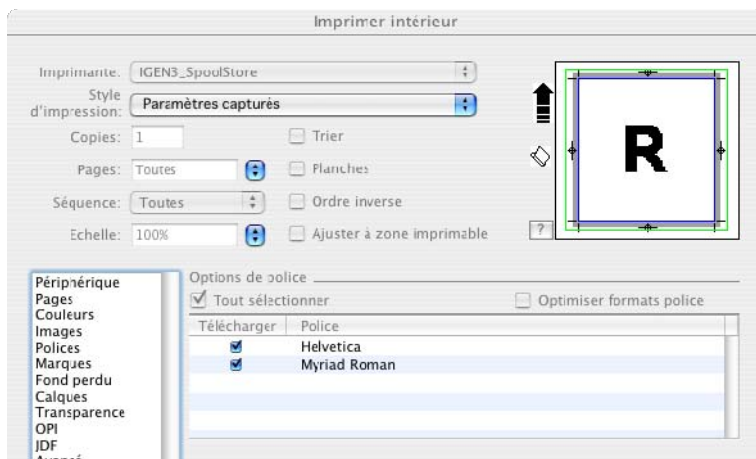 Imprimer intérieur
Imprimante: IGEN3_SpoolStore
Style d'impression: Paramètres capturés
Copies: 1
Trier
Pages: Toutes
Planches
Séquence: Toutes
Ordre inverse
Echelle: 100%
Ajuster à zone imprimable
R
?
Périphérique
Pages
Couleurs
Images
Polices
Marques
Fond perdu
Calques
Transparence
OPI
JDF
Avancé
Options de police
Tout sélectionner
Optimiser formats police
Télécharger
Police
Helvetica
Myriad Roman